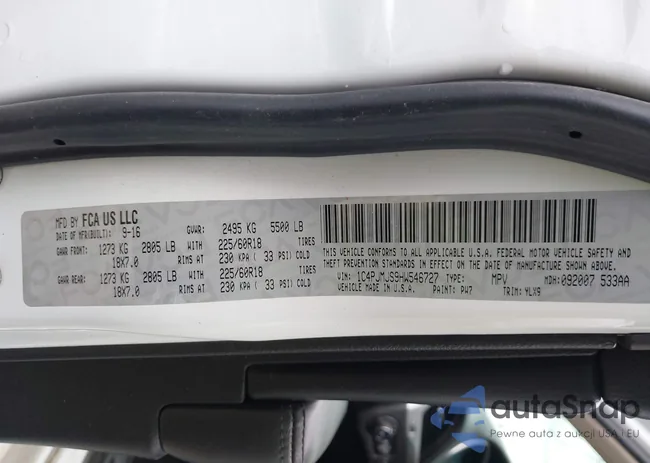 MFD BY FCA US LLC
DATE OF MFR(BUILT): 9-16 GVWR: 2495 KG 5500 LB
GAWR FRONT: 1273 KG 2805 LB WITH 225/60R18 TIRES
18X7.0 RIMS AT 230 KPA ( 33 PSI) COLD
GAWR REAR: 1273 KG 2805 LB WITH 225/60R18 TIRES
18X7.0 RIMS AT 230 KPA ( 33 PSI) COLD
THIS VEHICLE CONFORMS TO ALL APPLICABLE U.S.A. FEDERAL MOTOR VEHICLE SAFETY AND
THEFT PREVENTION STANDARDS IN EFFECT ON THE DATE OF MANUFACTURE SHOWN ABOVE.
VIN: 1C4PJMJS9HW546727 TYPE: MPV MDH: 092007 533AA
VEHICLE MADE IN U.S.A. PAINT: PW7 TRIM: YLX9
autaSnap
Pewne auta z aukcji USA i EU